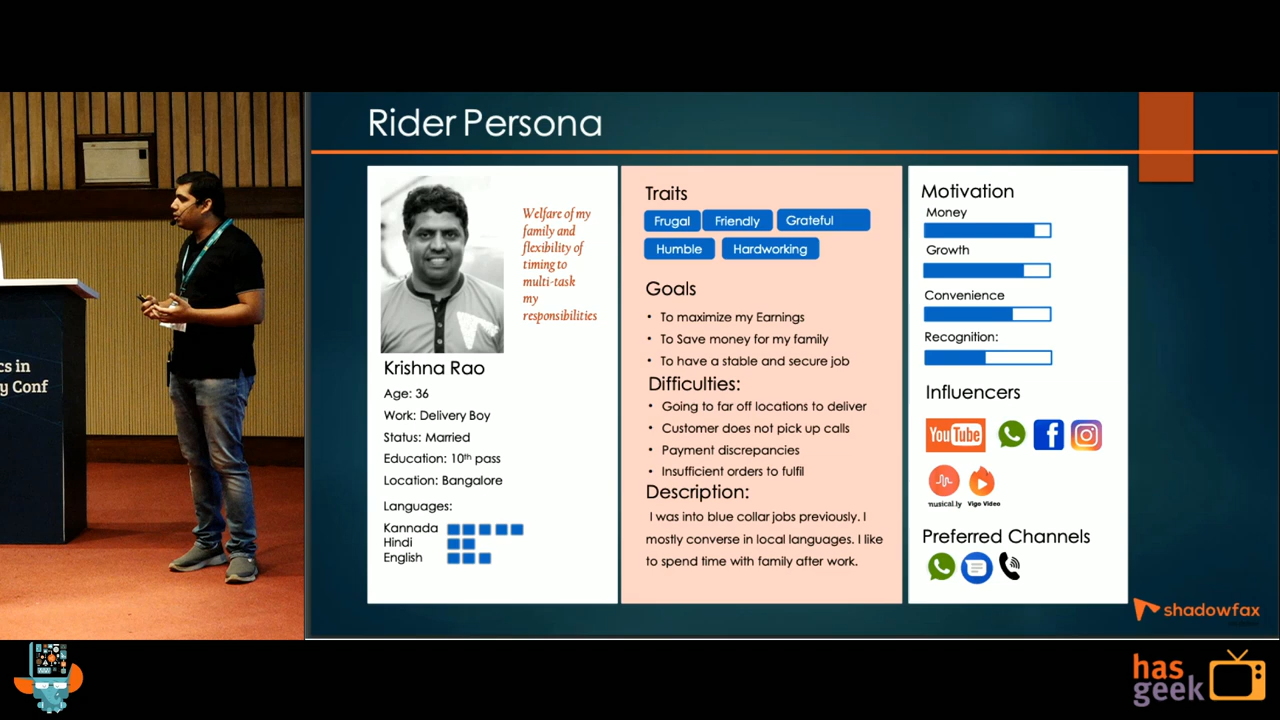 Rider Persona
cs in
y Conf
Welfare of my
family and
flexibility of
timing to
multi-task
my
responsibilities
Krishna Rao
Age: 36
Work: Delivery Boy
Status: Married
Education: 10th pass
Location: Bangalore
Languages:
Kannada
Hindi
English
Traits
Frugal Friendly Grateful
Humble Hardworking
Goals
• To maximize my Earnings
• To Save money for my family
• To have a stable and secure job
Difficulties:
• Going to far off locations to deliver
• Customer does not pick up calls
• Payment discrepancies
• Insufficient orders to fulfil
Description:
I was into blue collar jobs previously. I
mostly converse in local languages. I like
to spend time with family after work.
Motivation
Money
Growth
Convenience
Recognition:
Influencers
YouTube
musical.ly Vigo Video
Preferred Channels
shadowfax
has
geek